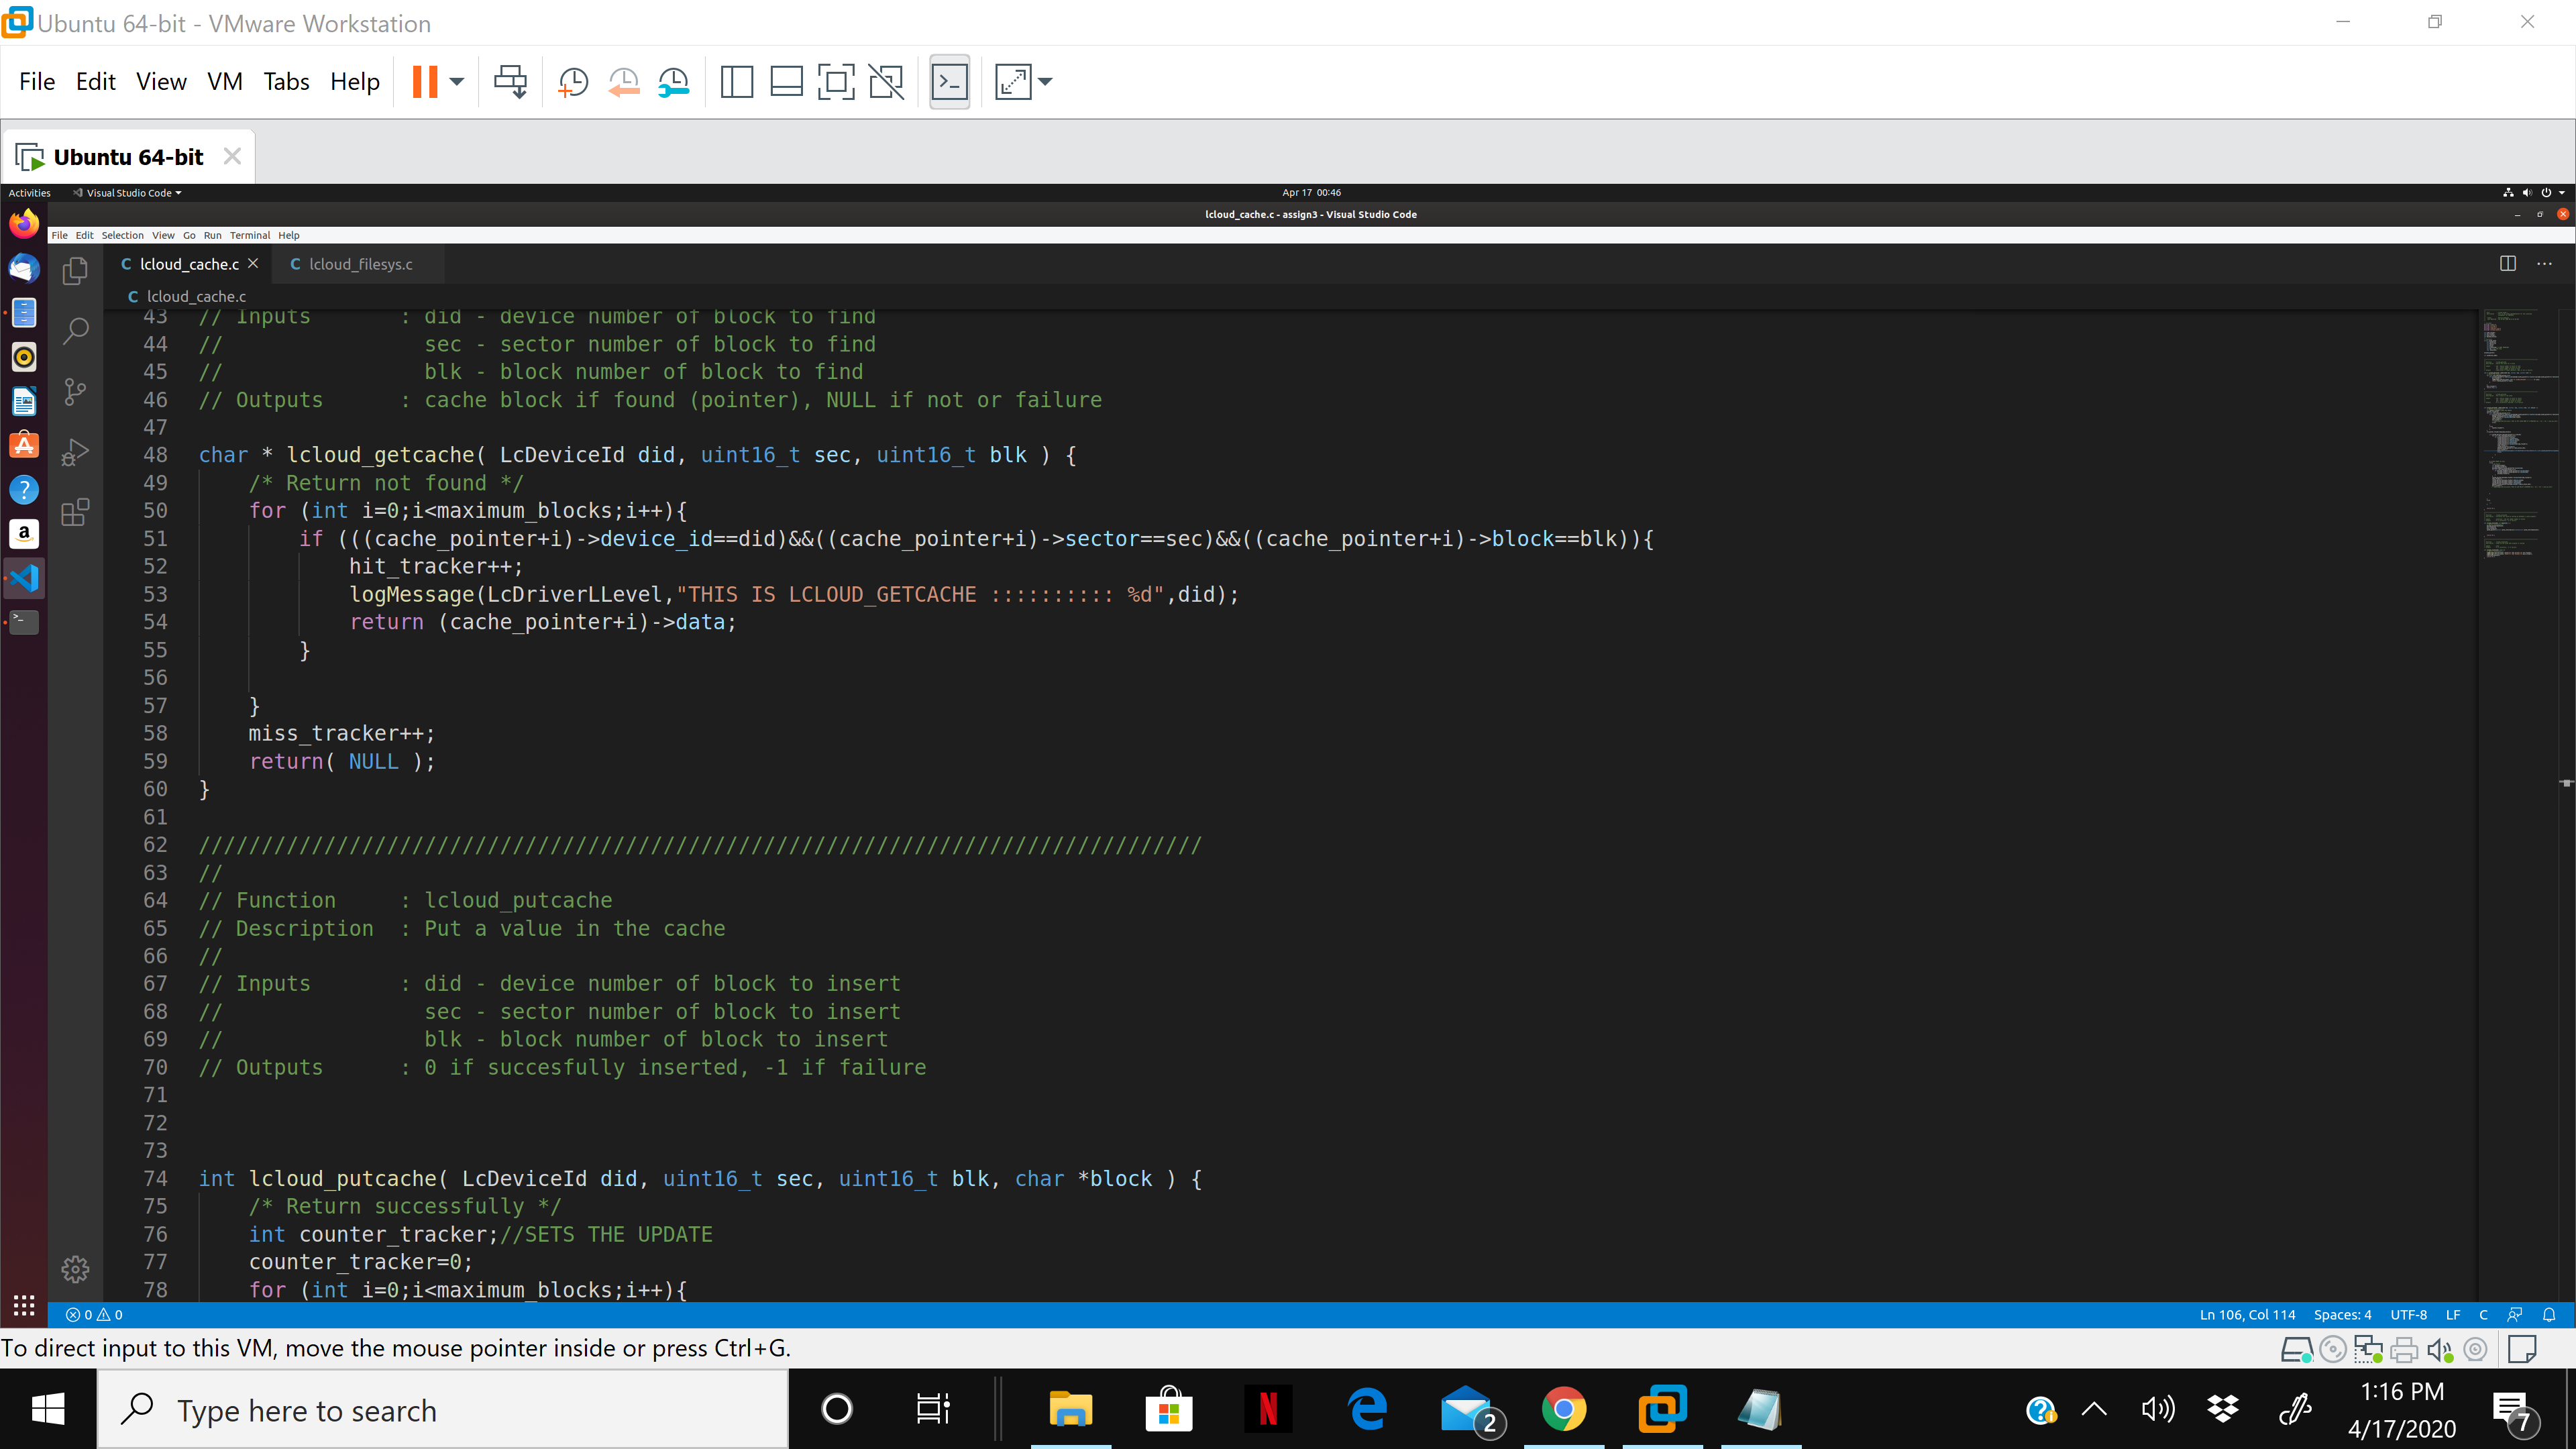 Ubuntu 64-bit - VMware Workstation
File Edit View VM Tabs Help
Ubuntu 64-bit
Activities Visual Studio Code Apr 17 00:46
lcloud_cache.c - assign3 - Visual Studio Code
File Edit Selection View Go Run Terminal Help
C lcloud_cache.c C lcloud_filesys.c
C lcloud_cache.c
43 // Inputs       : did - device number of block to find
44 //                sec - sector number of block to find
45 //                blk - block number of block to find
46 // Outputs      : cache block if found (pointer), NULL if not or failure
47
48 char * lcloud_getcache( LcDeviceId did, uint16_t sec, uint16_t blk ) {
49     /* Return not found */
50     for (int i=0;i<maximum_blocks;i++){
51         if (((cache_pointer+i)->device_id==did)&&((cache_pointer+i)->sector==sec)&&((cache_pointer+i)->block==blk)){
52             hit_tracker++;
53             logMessage(LcDriverLLevel,"THIS IS LCLOUD_GETCACHE :::::::::: %d",did);
54             return (cache_pointer+i)->data;
55         }
56
57     }
58     miss_tracker++;
59     return( NULL );
60 }
61
62 ////////////////////////////////////////////////////////////////////////////////
63 //
64 // Function     : lcloud_putcache
65 // Description  : Put a value in the cache
66 //
67 // Inputs       : did - device number of block to insert
68 //                sec - sector number of block to insert
69 //                blk - block number of block to insert
70 // Outputs      : 0 if succesfully inserted, -1 if failure
71
72
73
74 int lcloud_putcache( LcDeviceId did, uint16_t sec, uint16_t blk, char *block ) {
75     /* Return successfully */
76     int counter_tracker;//SETS THE UPDATE
77     counter_tracker=0;
78     for (int i=0;i<maximum_blocks;i++){
0 0 Ln 106, Col 114 Spaces: 4 UTF-8 LF C
To direct input to this VM, move the mouse pointer inside or press Ctrl+G.
Type here to search
2
1:16 PM
4/17/2020
7